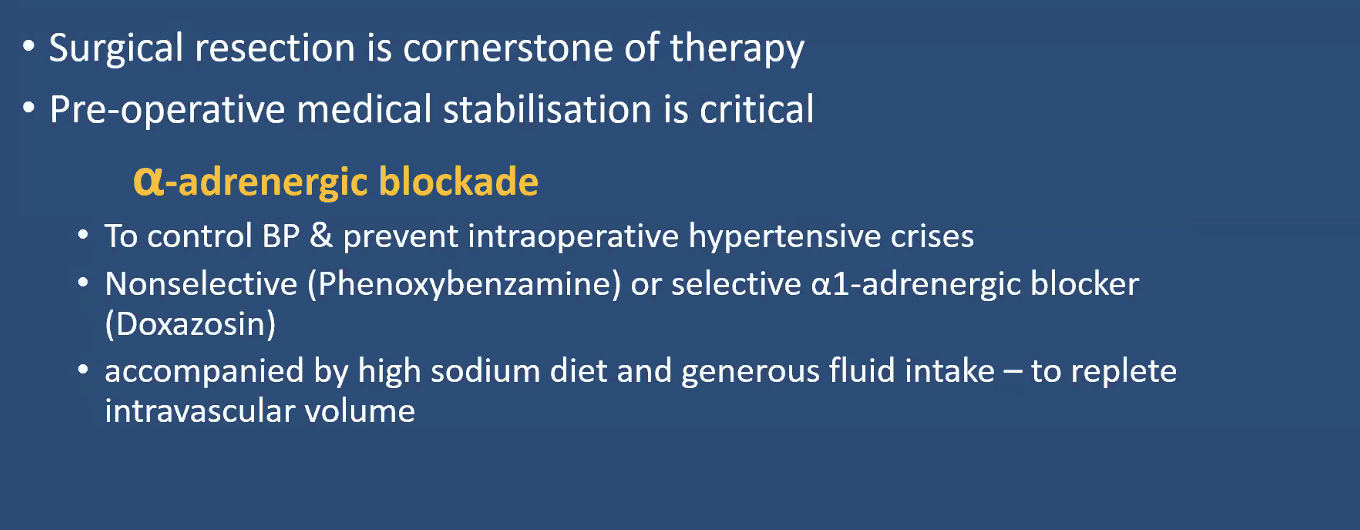 • Surgical resection is cornerstone of therapy
• Pre-operative medical stabilisation is critical
α-adrenergic blockade
• To control BP & prevent intraoperative hypertensive crises
• Nonselective (Phenoxybenzamine) or selective α1-adrenergic blocker
(Doxazosin)
• accompanied by high sodium diet and generous fluid intake – to replete
intravascular volume